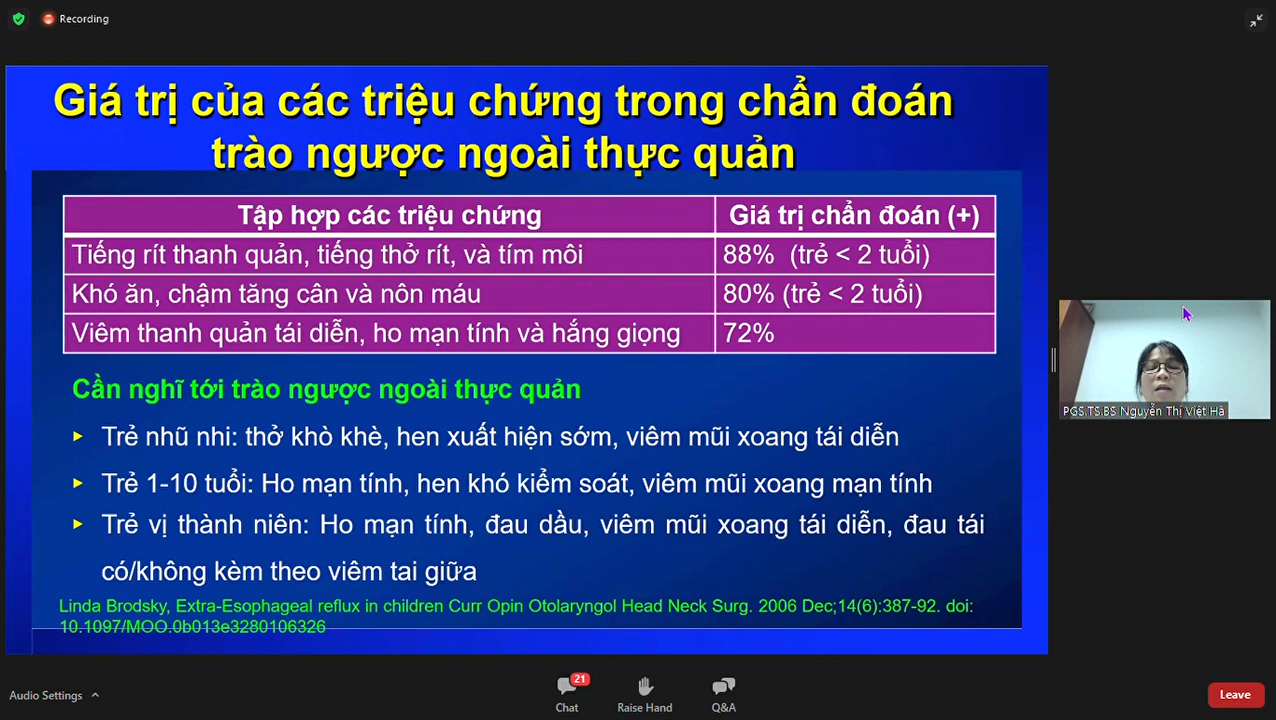 Recording
Giá trị của các triệu chứng trong chẩn đoán
trào ngược ngoài thực quản
Tập hợp các triệu chứng
Giá trị chẩn đoán (+)
Tiếng rít thanh quản, tiếng thở rít, và tím môi
88% (trẻ < 2 tuổi)
Khó ăn, chậm tăng cân và nôn máu
80% (trẻ < 2 tuổi)
Viêm thanh quản tái diễn, ho mạn tính và hắng giọng
72%
Cần nghĩ tới trào ngược ngoài thực quản
Trẻ nhũ nhi: thở khò khè, hen xuất hiện sớm, viêm mũi xoang tái diễn
Trẻ 1-10 tuổi: Ho mạn tính, hen khó kiểm soát, viêm mũi xoang mạn tính
Trẻ vị thành niên: Ho mạn tính, đau dầu, viêm mũi xoang tái diễn, đau tái
có/không kèm theo viêm tai giữa
Linda Brodsky, Extra-Esophageal reflux in children Curr Opin Otolaryngol Head Neck Surg. 2006 Dec;14(6):387-92. doi:
10.1097/MOO.0b013e3280106326
PGS.TS.BS Nguyễn Thị Việt Hà
Audio Settings
21
Chat
Raise Hand
Q&A
Leave